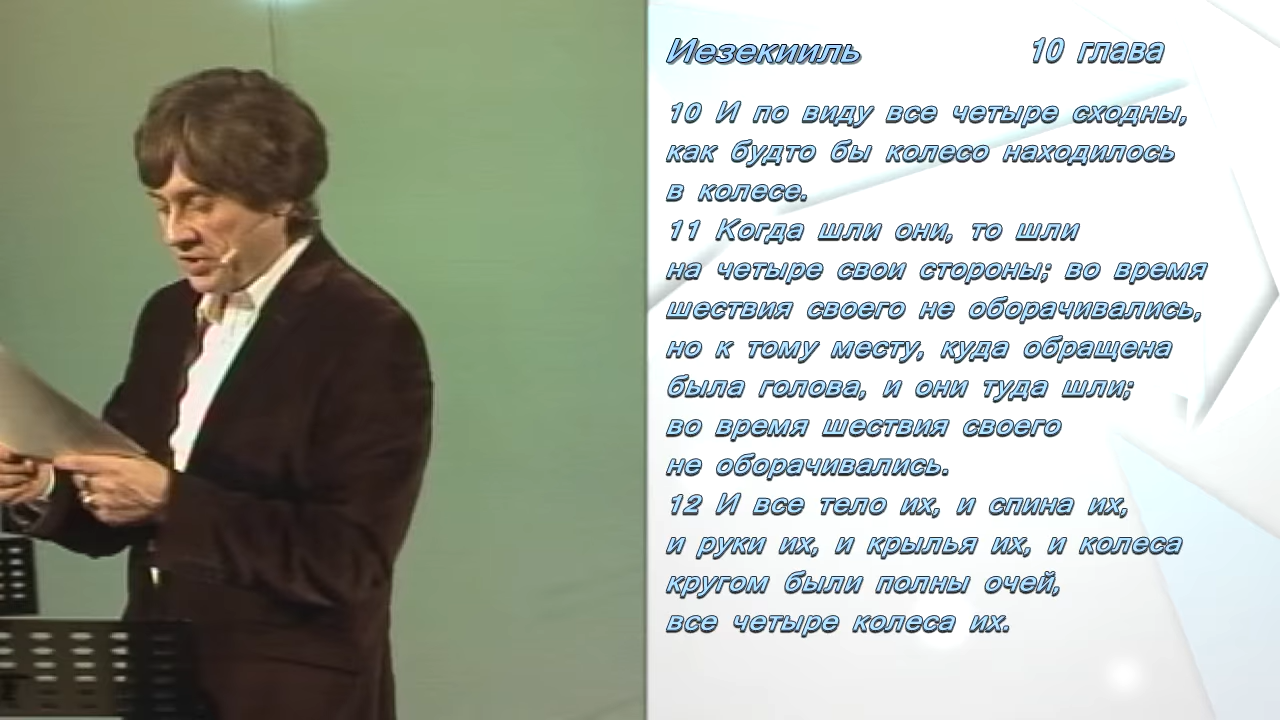 Иезекииль 10 глава
10 И по виду все четыре сходны,
как будто бы колесо находилось
в колесе.
11 Когда шли они, то шли
на четыре свои стороны; во время
шествия своего не оборачивались,
но к тому месту, куда обращена
была голова, и они туда шли;
во время шествия своего
не оборачивались.
12 И все тело их, и спина их,
и руки их, и крылья их, и колеса
кругом были полны очей,
все четыре колеса их.